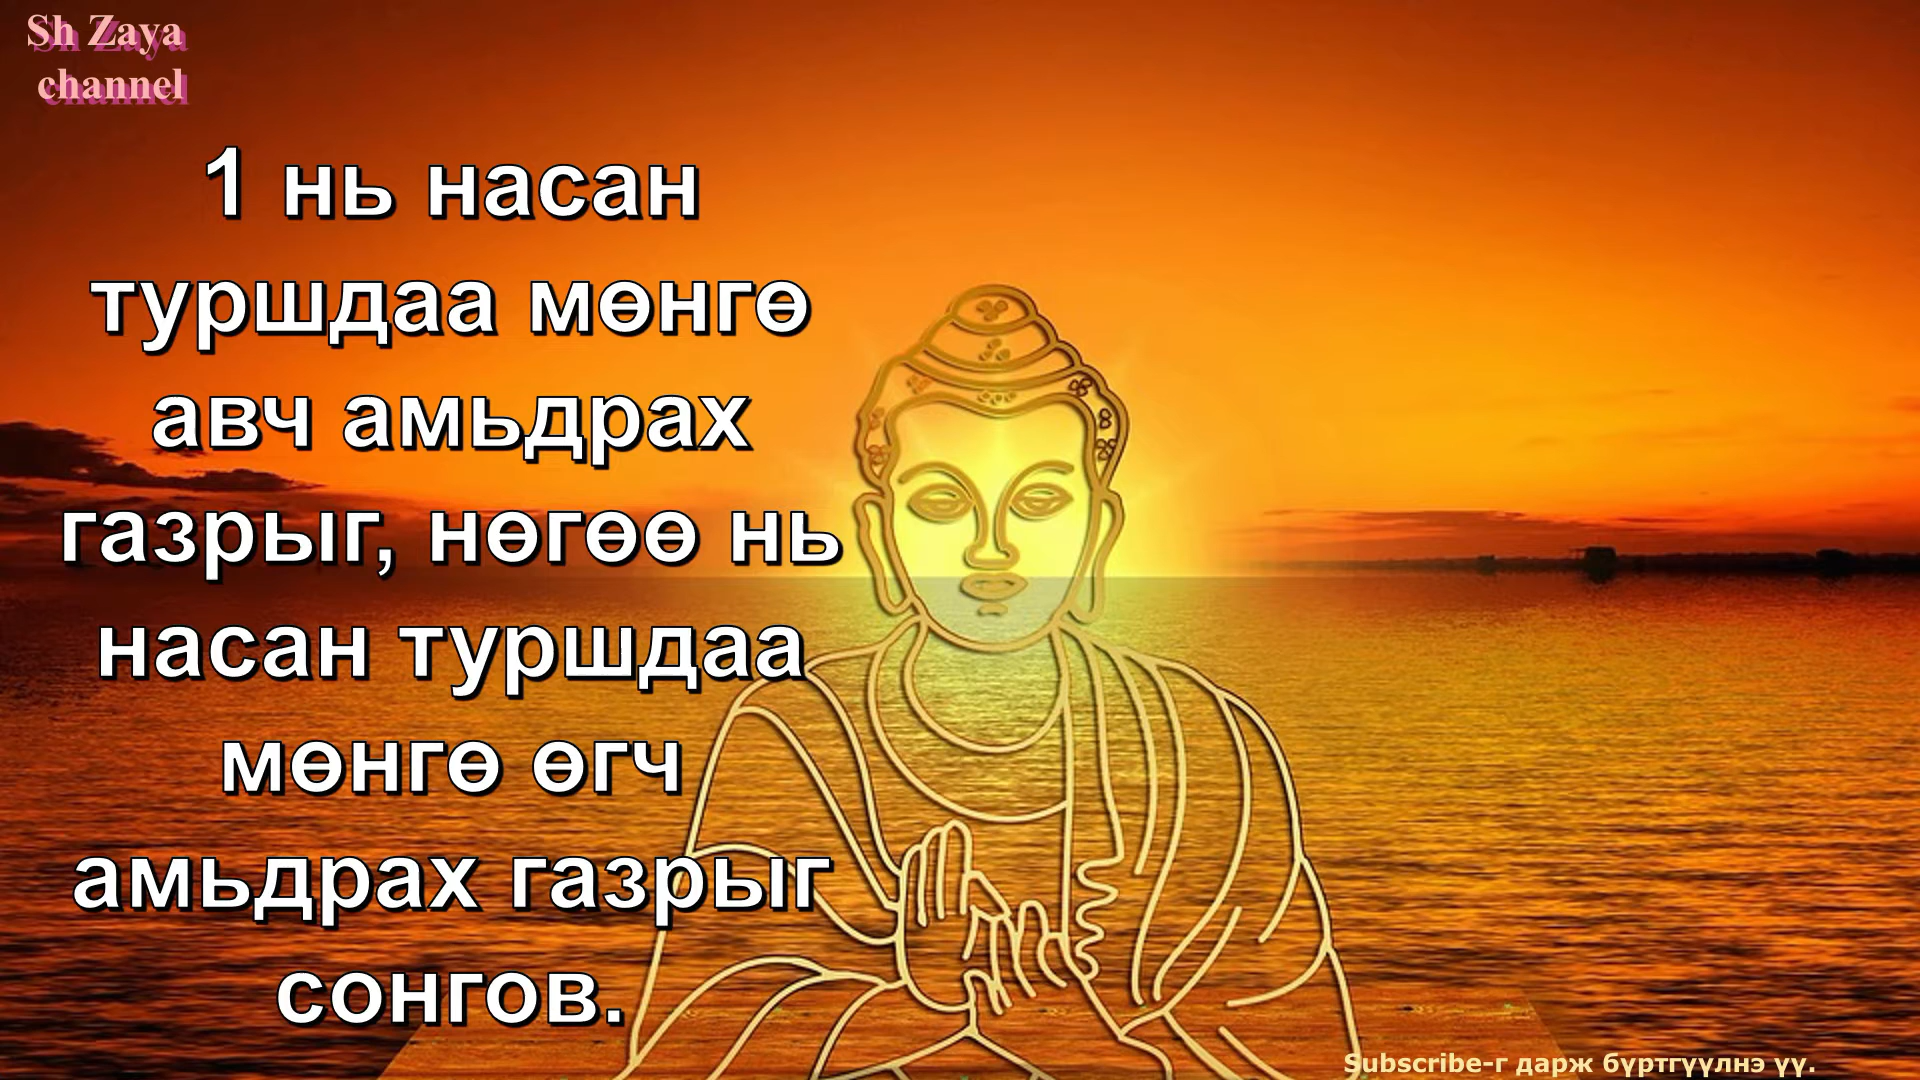 Sh Zaya
channel
1 нь насан
туршдаа мөнгө
авч амьдрах
газрыг, нөгөө нь
насан туршдаа
мөнгө өгч
амьдрах газрыг
сонгов.
Subscribe-г дарж бүртгүүлнэ үү.